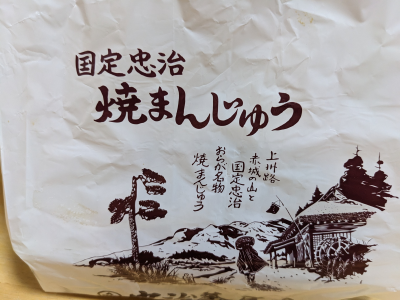 国定忠治
焼まんじゅう
上州路
赤城の山と
国定忠治
おらが名物
焼まんじゅう